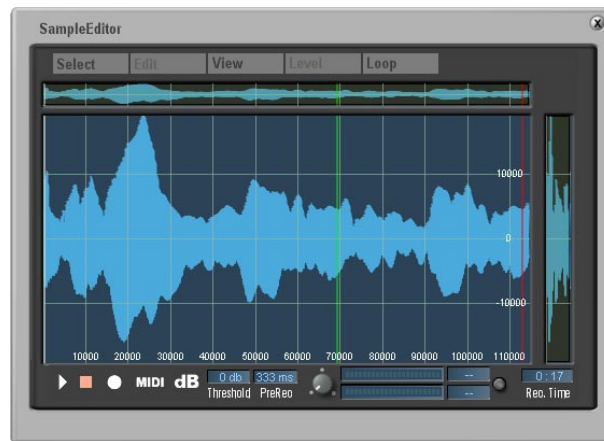 SampleEditor
X
Select Edit View Level Loop
10000
0
-10000
10000 20000 30000 40000 50000 60000 70000 80000 90000 100000 110000
MIDI dB 0 db 333 ms -- 0:17
--
Threshold PreRec Rec. Time